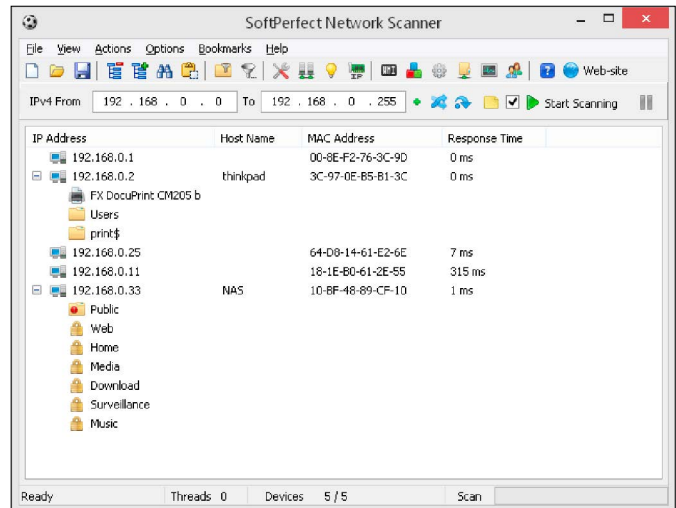 SoftPerfect Network Scanner
File View Actions Options Bookmarks Help
Web-site
IPv4 From 192 . 168 . 0 . 0 To 192 . 168 . 0 . 255 Start Scanning
IP Address Host Name MAC Address Response Time
192.168.0.1 00-8E-F2-76-3C-9D 0 ms
192.168.0.2 thinkpad 3C-97-0E-B5-B1-3C 0 ms
FX DocuPrint CM205 b
Users
print$
192.168.0.25 64-D8-14-61-E2-6E 7 ms
192.168.0.11 18-1E-B0-61-2E-55 315 ms
192.168.0.33 NAS 10-BF-48-89-CF-10 1 ms
Public
Web
Home
Media
Download
Surveillance
Music
Ready Threads 0 Devices 5 / 5 Scan